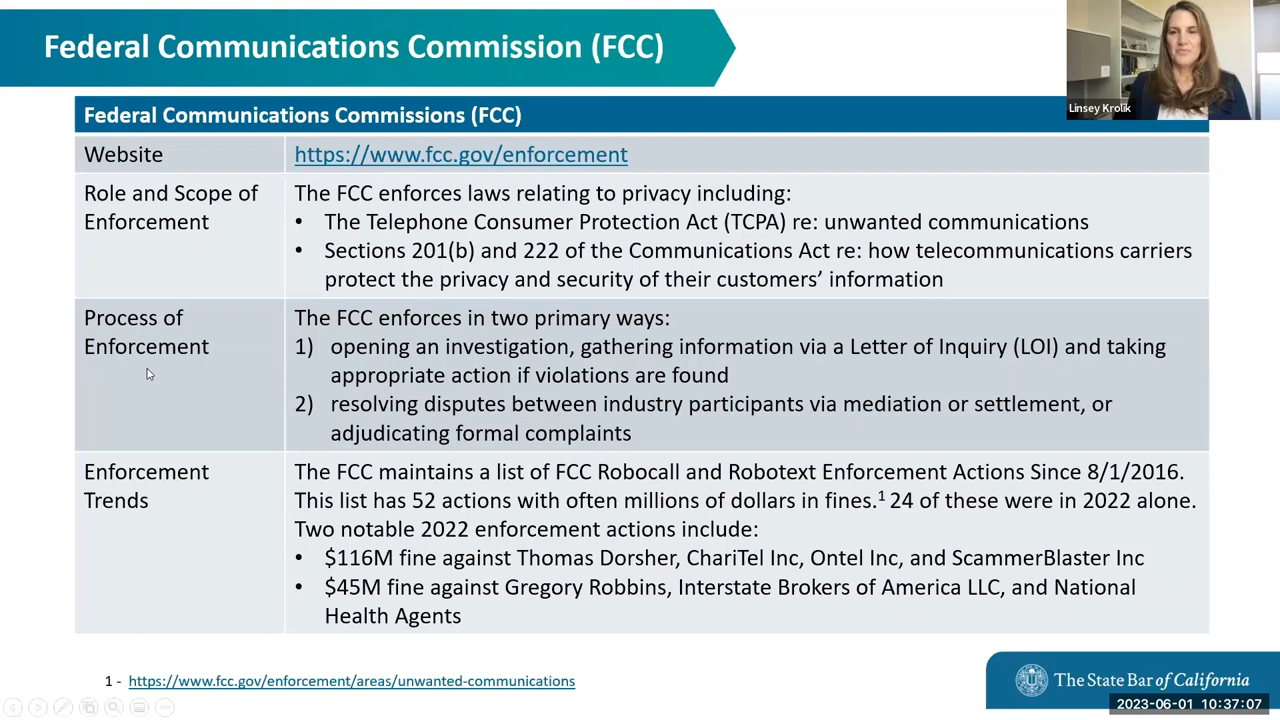 Federal Communications Commission (FCC)
Linsey Krolik
Federal Communications Commissions (FCC)
Website
https://www.fcc.gov/enforcement
Role and Scope of
Enforcement
The FCC enforces laws relating to privacy including:
• The Telephone Consumer Protection Act (TCPA) re: unwanted communications
• Sections 201(b) and 222 of the Communications Act re: how telecommunications carriers
protect the privacy and security of their customers’ information
Process of
Enforcement
The FCC enforces in two primary ways:
1) opening an investigation, gathering information via a Letter of Inquiry (LOI) and taking
appropriate action if violations are found
2) resolving disputes between industry participants via mediation or settlement, or
adjudicating formal complaints
Enforcement
Trends
The FCC maintains a list of FCC Robocall and Robotext Enforcement Actions Since 8/1/2016.
This list has 52 actions with often millions of dollars in fines.¹ 24 of these were in 2022 alone.
Two notable 2022 enforcement actions include:
• $116M fine against Thomas Dorsher, ChariTel Inc, Ontel Inc, and ScammerBlaster Inc
• $45M fine against Gregory Robbins, Interstate Brokers of America LLC, and National
Health Agents
1 - https://www.fcc.gov/enforcement/areas/unwanted-communications
The State Bar of California
2023-06-01 10:37:07